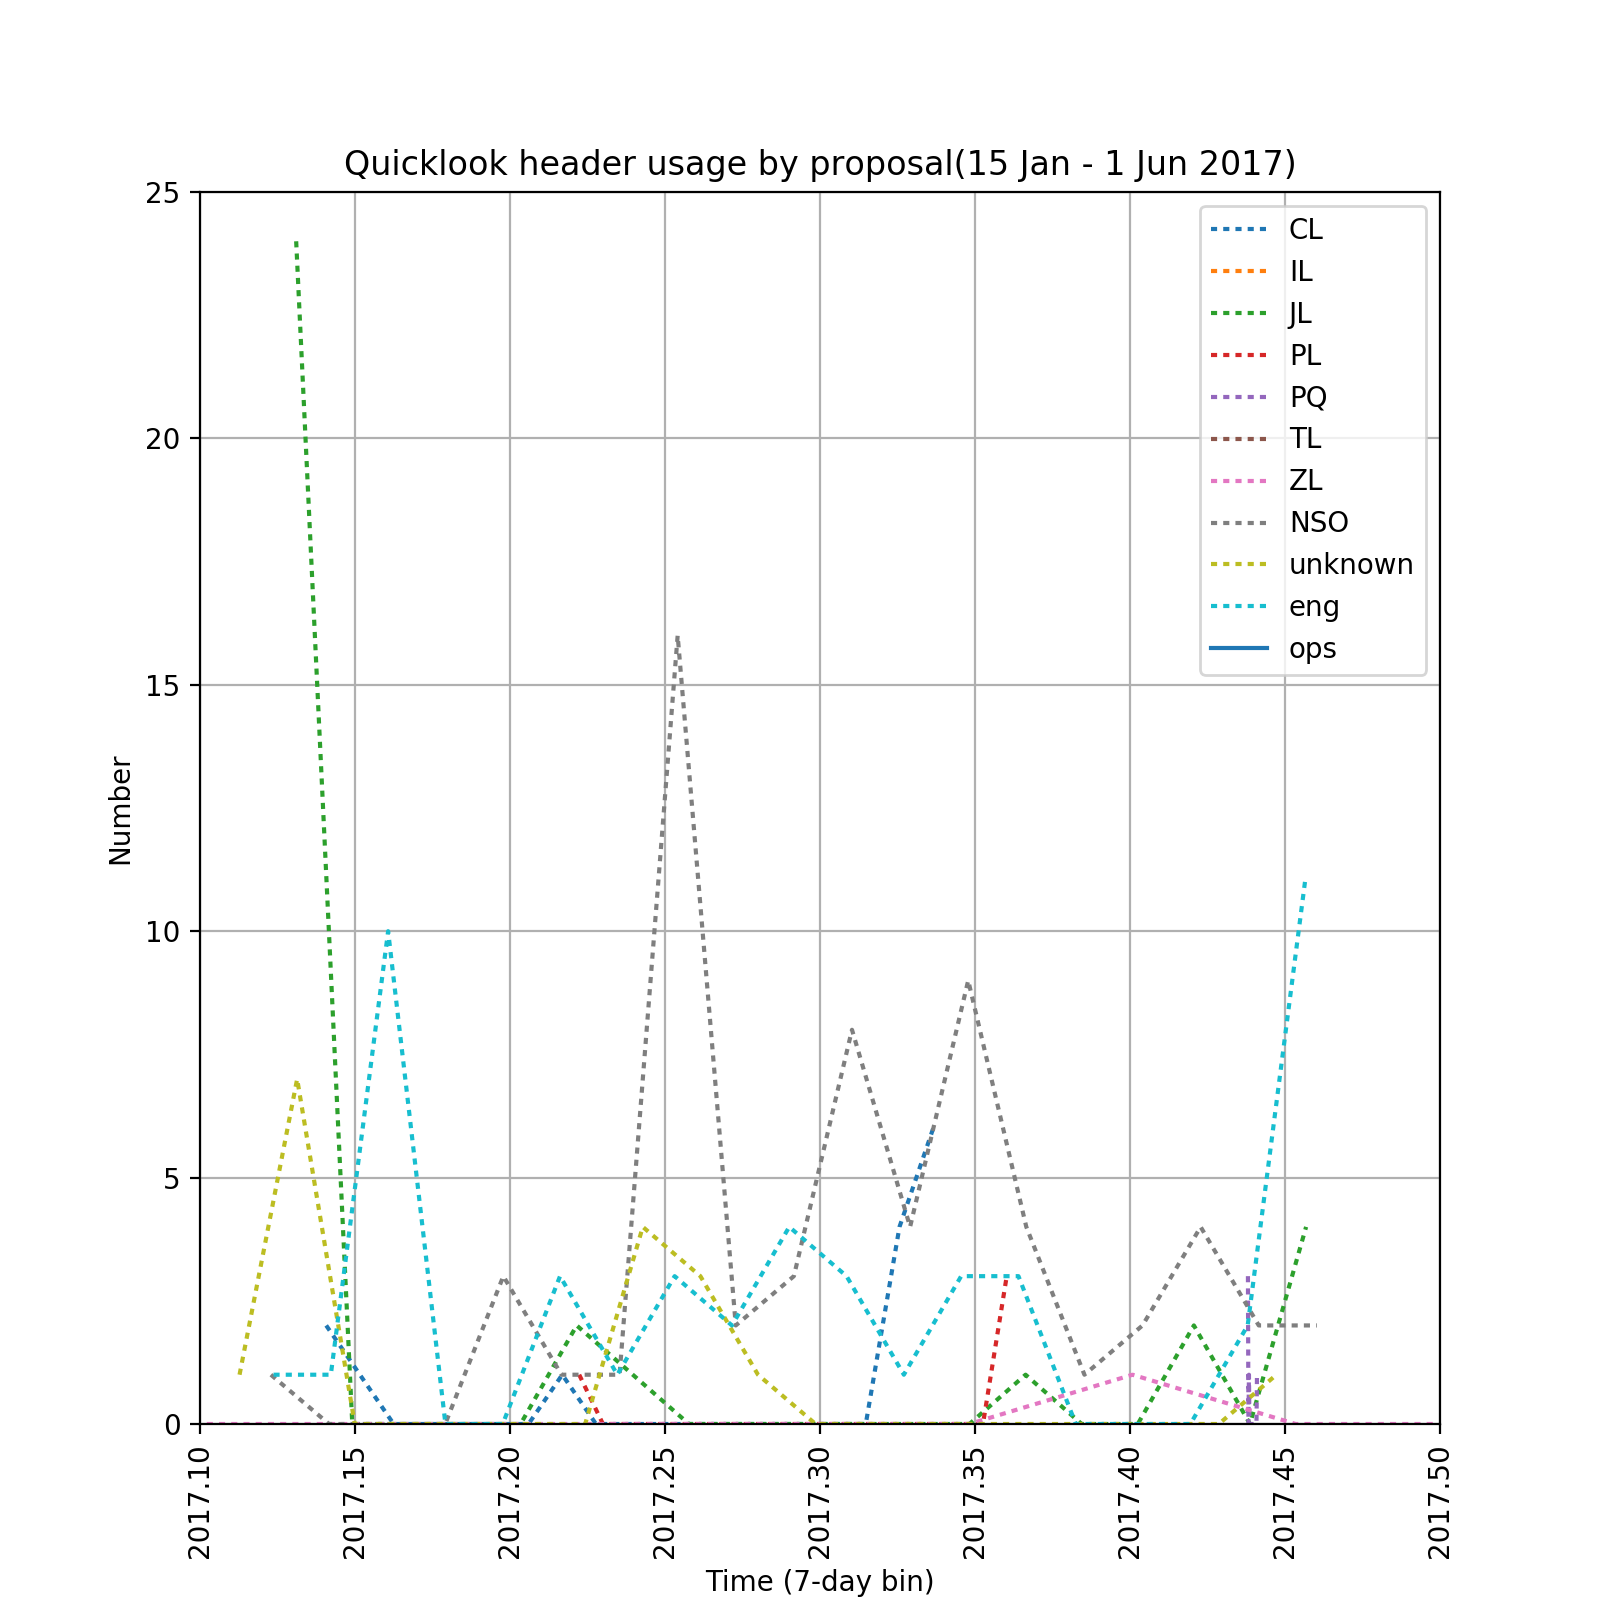 Quicklook header usage by proposal(15 Jan - 1 Jun 2017)
25
20
15
10
5
0
Number
CL
IL
JL
PL
PQ
TL
ZL
NSO
unknown
eng
ops
2017.10
2017.15
2017.20
2017.25
2017.30
2017.35
2017.40
2017.45
2017.50
Time (7-day bin)